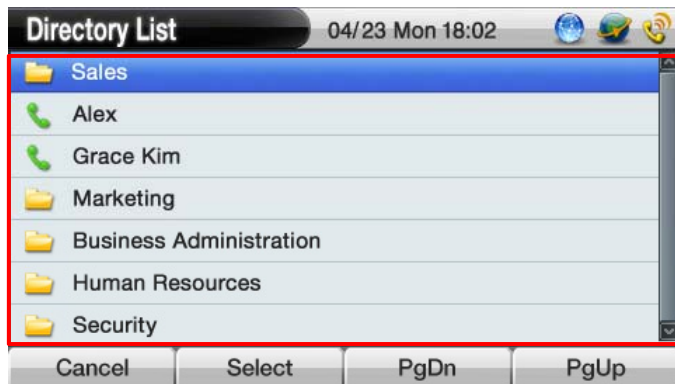 Directory List 04/23 Mon 18:02
Sales
Alex
Grace Kim
Marketing
Business Administration
Human Resources
Security
Cancel Select PgDn PgUp